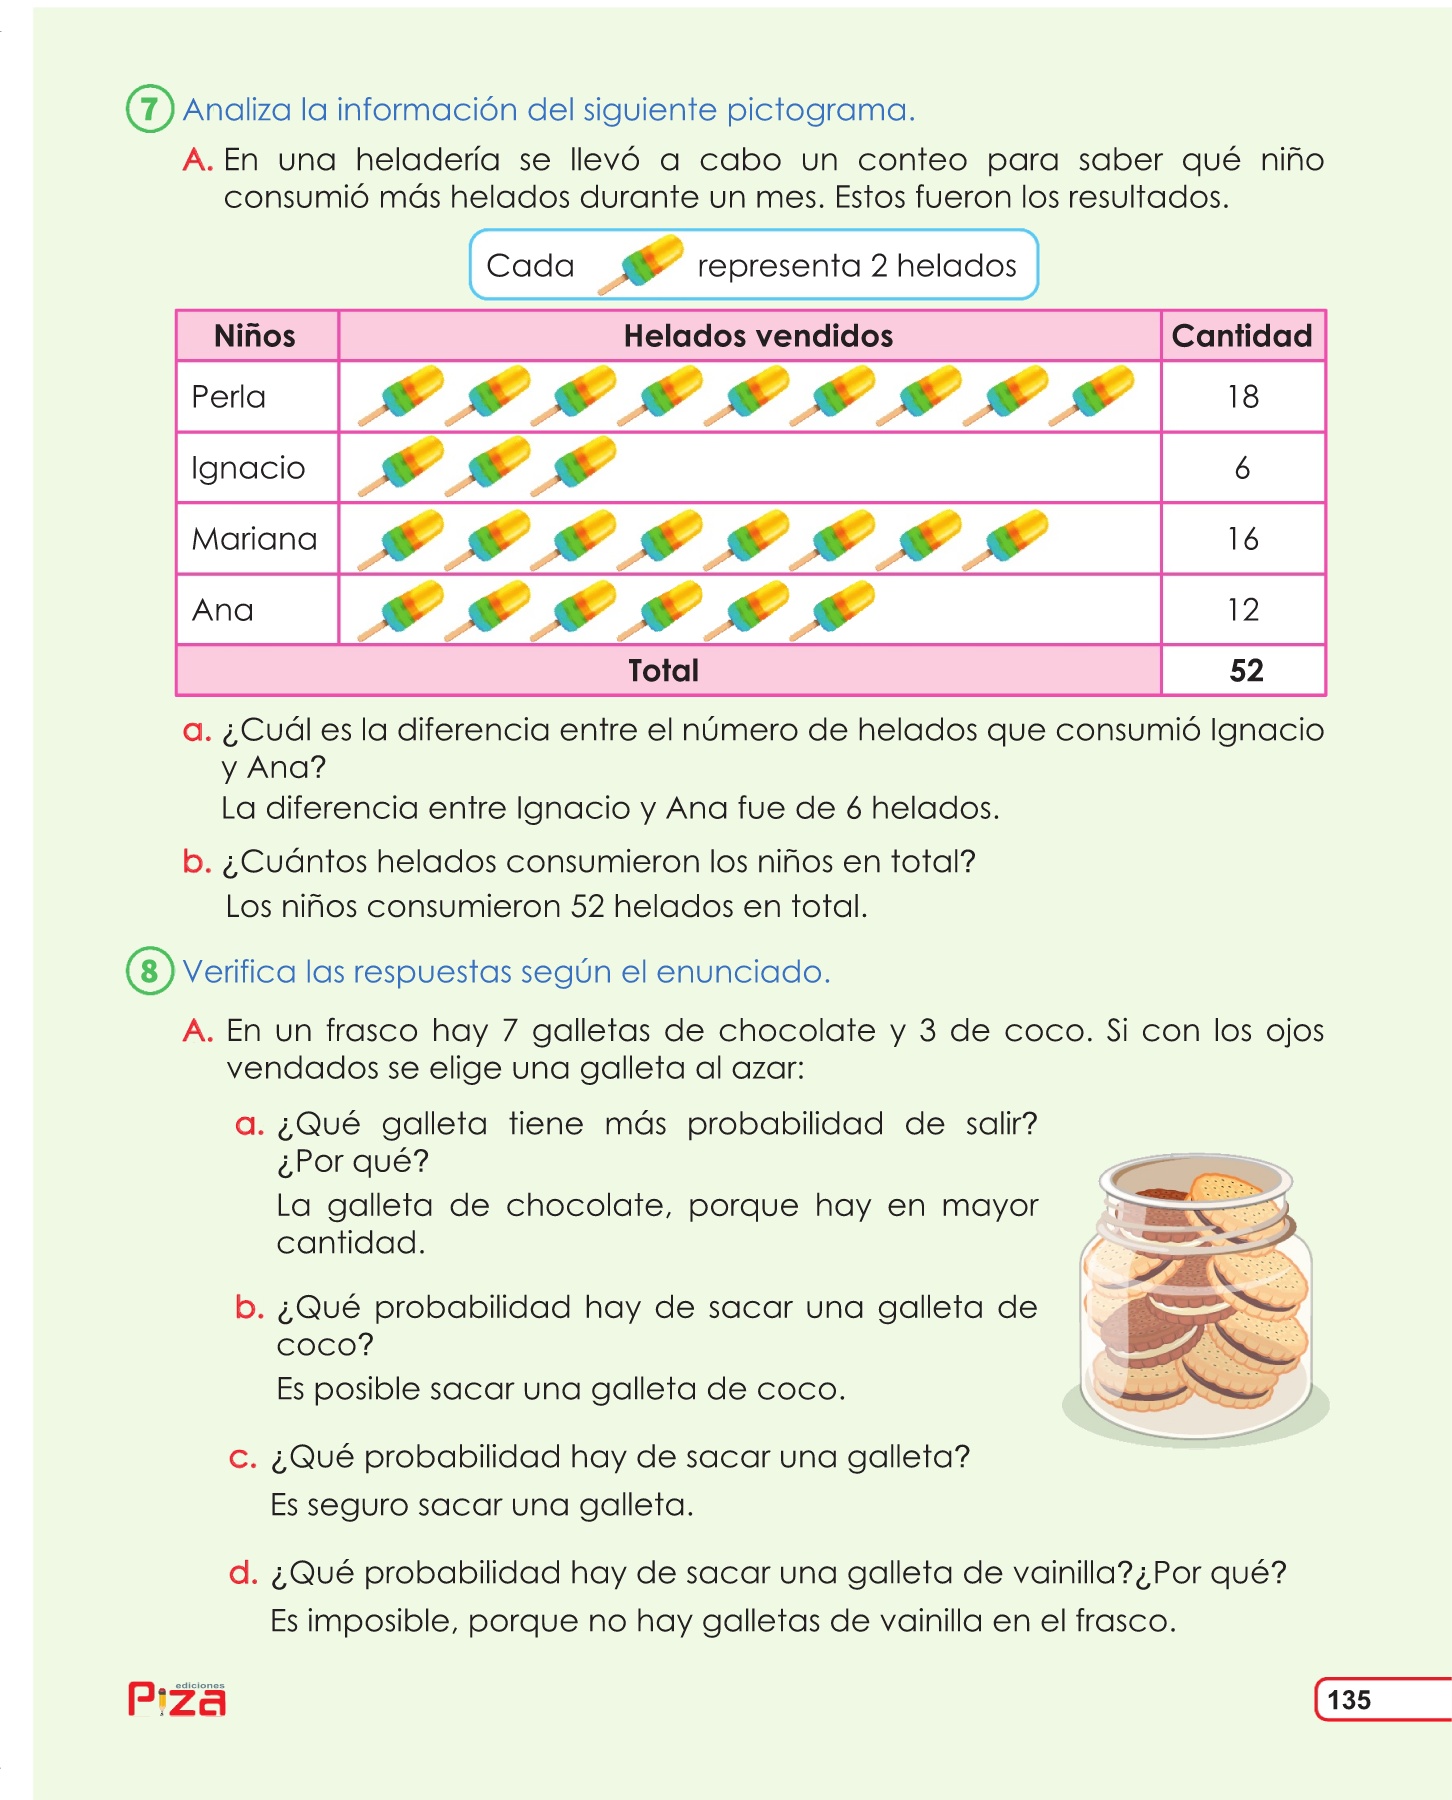 7 Analiza la información del siguiente pictograma.
A. En una heladería se llevó a cabo un conteo para saber qué niño
consumió más helados durante un mes. Estos fueron los resultados.
Cada representa 2 helados
Niños Helados vendidos Cantidad
Perla 18
Ignacio 6
Mariana 16
Ana 12
Total 52
a. ¿Cuál es la diferencia entre el número de helados que consumió Ignacio
y Ana?
La diferencia entre Ignacio y Ana fue de 6 helados.
b. ¿Cuántos helados consumieron los niños en total?
Los niños consumieron 52 helados en total.
8 Verifica las respuestas según el enunciado.
A. En un frasco hay 7 galletas de chocolate y 3 de coco. Si con los ojos
vendados se elige una galleta al azar:
a. ¿Qué galleta tiene más probabilidad de salir?
¿Por qué?
La galleta de chocolate, porque hay en mayor
cantidad.
b. ¿Qué probabilidad hay de sacar una galleta de
coco?
Es posible sacar una galleta de coco.
c. ¿Qué probabilidad hay de sacar una galleta?
Es seguro sacar una galleta.
d. ¿Qué probabilidad hay de sacar una galleta de vainilla?¿Por qué?
Es imposible, porque no hay galletas de vainilla en el frasco.
ediciones
Piza
135